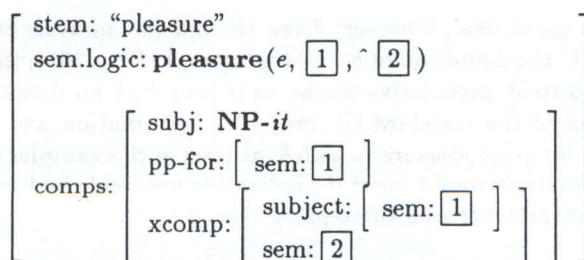 stem: “pleasure”
sem.logic: pleasure(e, 1 , ˆ 2 )
subj: NP-it
pp-for: sem: 1
comps:
xcomp: subject: sem: 1
sem: 2